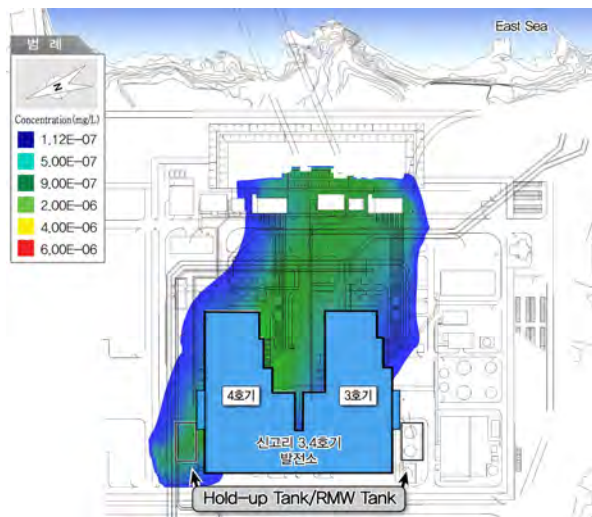 East Sea
범 례
N
Concentration(mg/L)
1.12E-07
5.00E-07
9.00E-07
2.00E-06
4.00E-06
6.00E-06
4호기
3호기
신고리 3,4호기
발전소
Hold-up Tank/RMW Tank